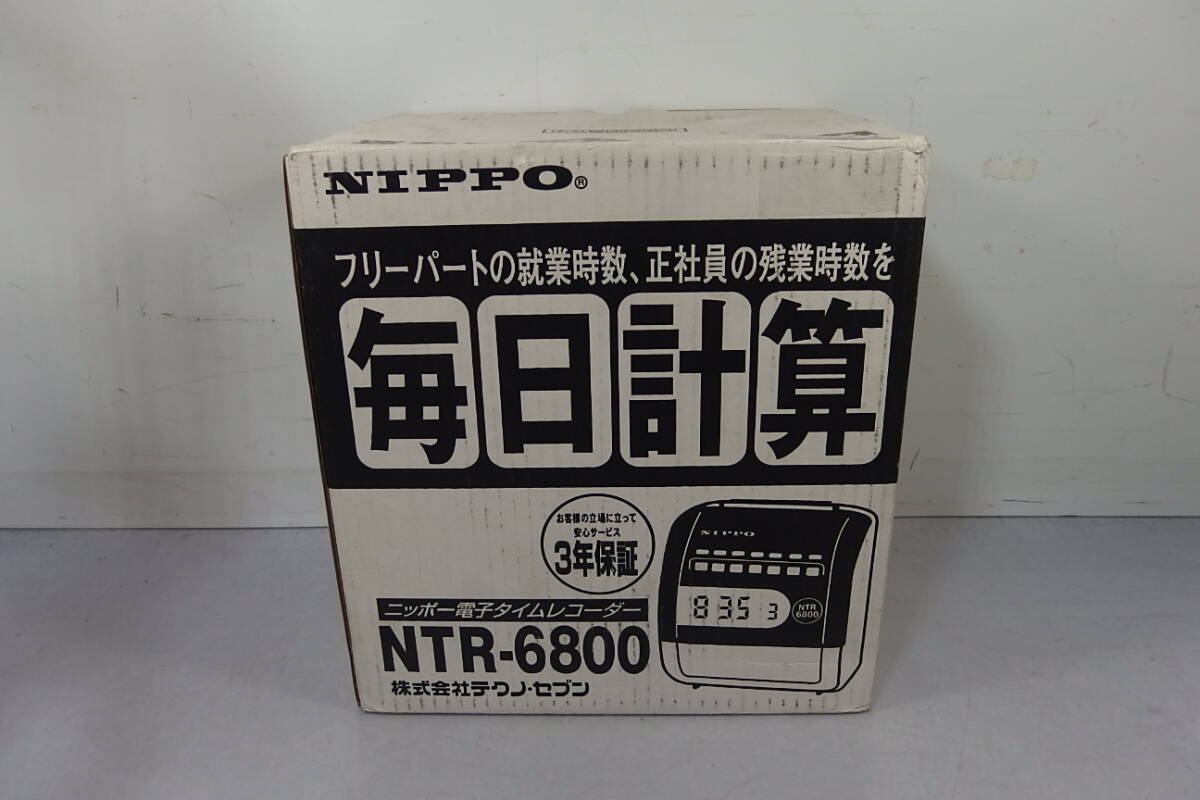 NIPPO®
フリーパートの就業時数、正社員の残業時数を
毎日計算
お客様の立場に立って
安心サービス
3年保証
NIPPO
8 35 3
NTR
6800
ニッポー電子タイムレコーダー
NTR-6800
株式会社テクノ・セブン